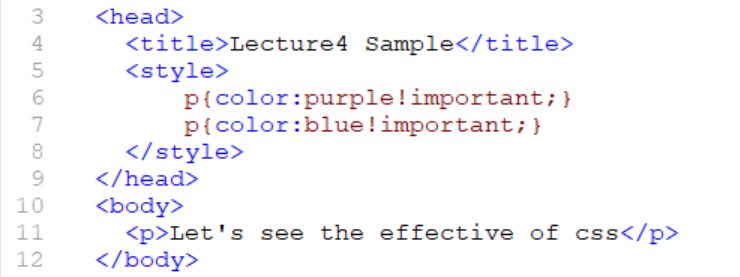 3 <head>
4 <title>Lecture4 Sample</title>
5 <style>
6 p{color:purple!important;}
7 p{color:blue!important;}
8 </style>
9 </head>
10 <body>
11 <p>Let's see the effective of css</p>
12 </body>